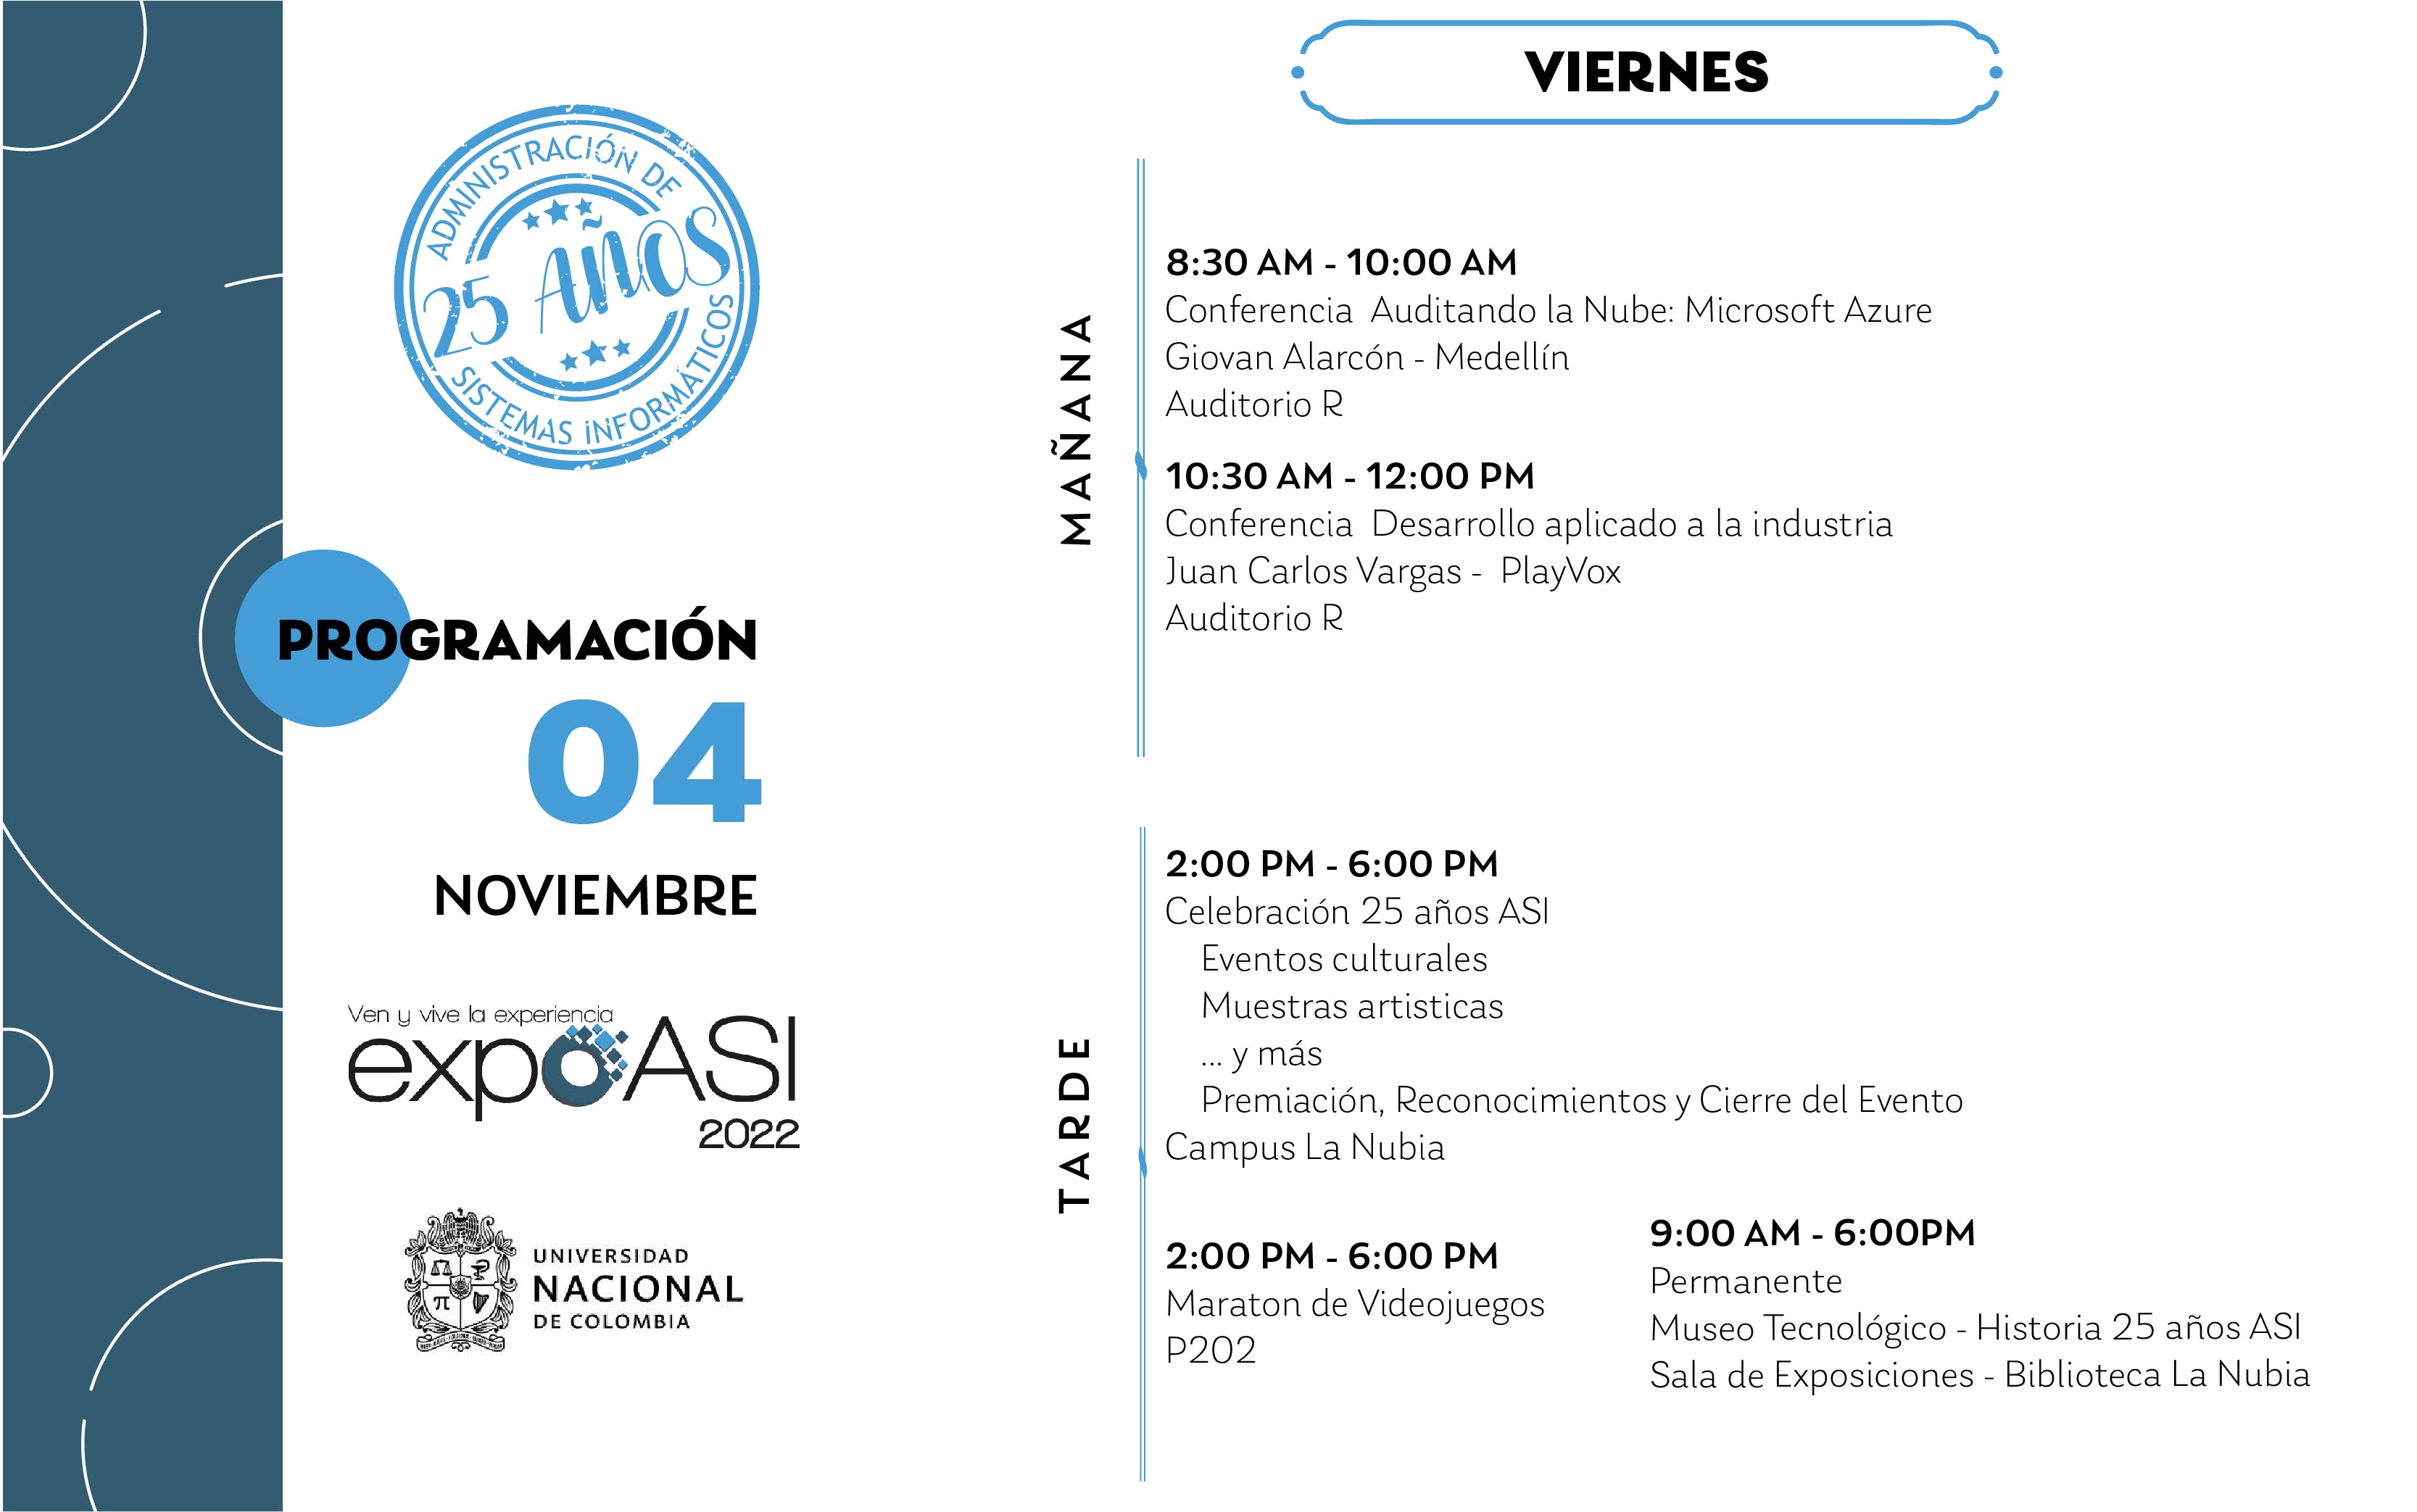 ADMINISTRACIÓN DE
25 AÑOS
SISTEMAS INFORMÁTICOS
PROGRAMACIÓN
04
NOVIEMBRE
Ven y vive la experiencia
expoASI
2022
UNIVERSIDAD
NACIONAL
DE COLOMBIA
VIERNES
MAÑANA
8:30 AM - 10:00 AM
Conferencia  Auditando la Nube: Microsoft Azure
Giovan Alarcón - Medellín
Auditorio R
10:30 AM - 12:00 PM
Conferencia  Desarrollo aplicado a la industria
Juan Carlos Vargas -  PlayVox
Auditorio R
TARDE
2:00 PM - 6:00 PM
Celebración 25 años ASI
Eventos culturales
Muestras artisticas
... y más
Premiación, Reconocimientos y Cierre del Evento
Campus La Nubia
2:00 PM - 6:00 PM
Maraton de Videojuegos
P202
9:00 AM - 6:00PM
Permanente
Museo Tecnológico - Historia 25 años ASI
Sala de Exposiciones - Biblioteca La Nubia